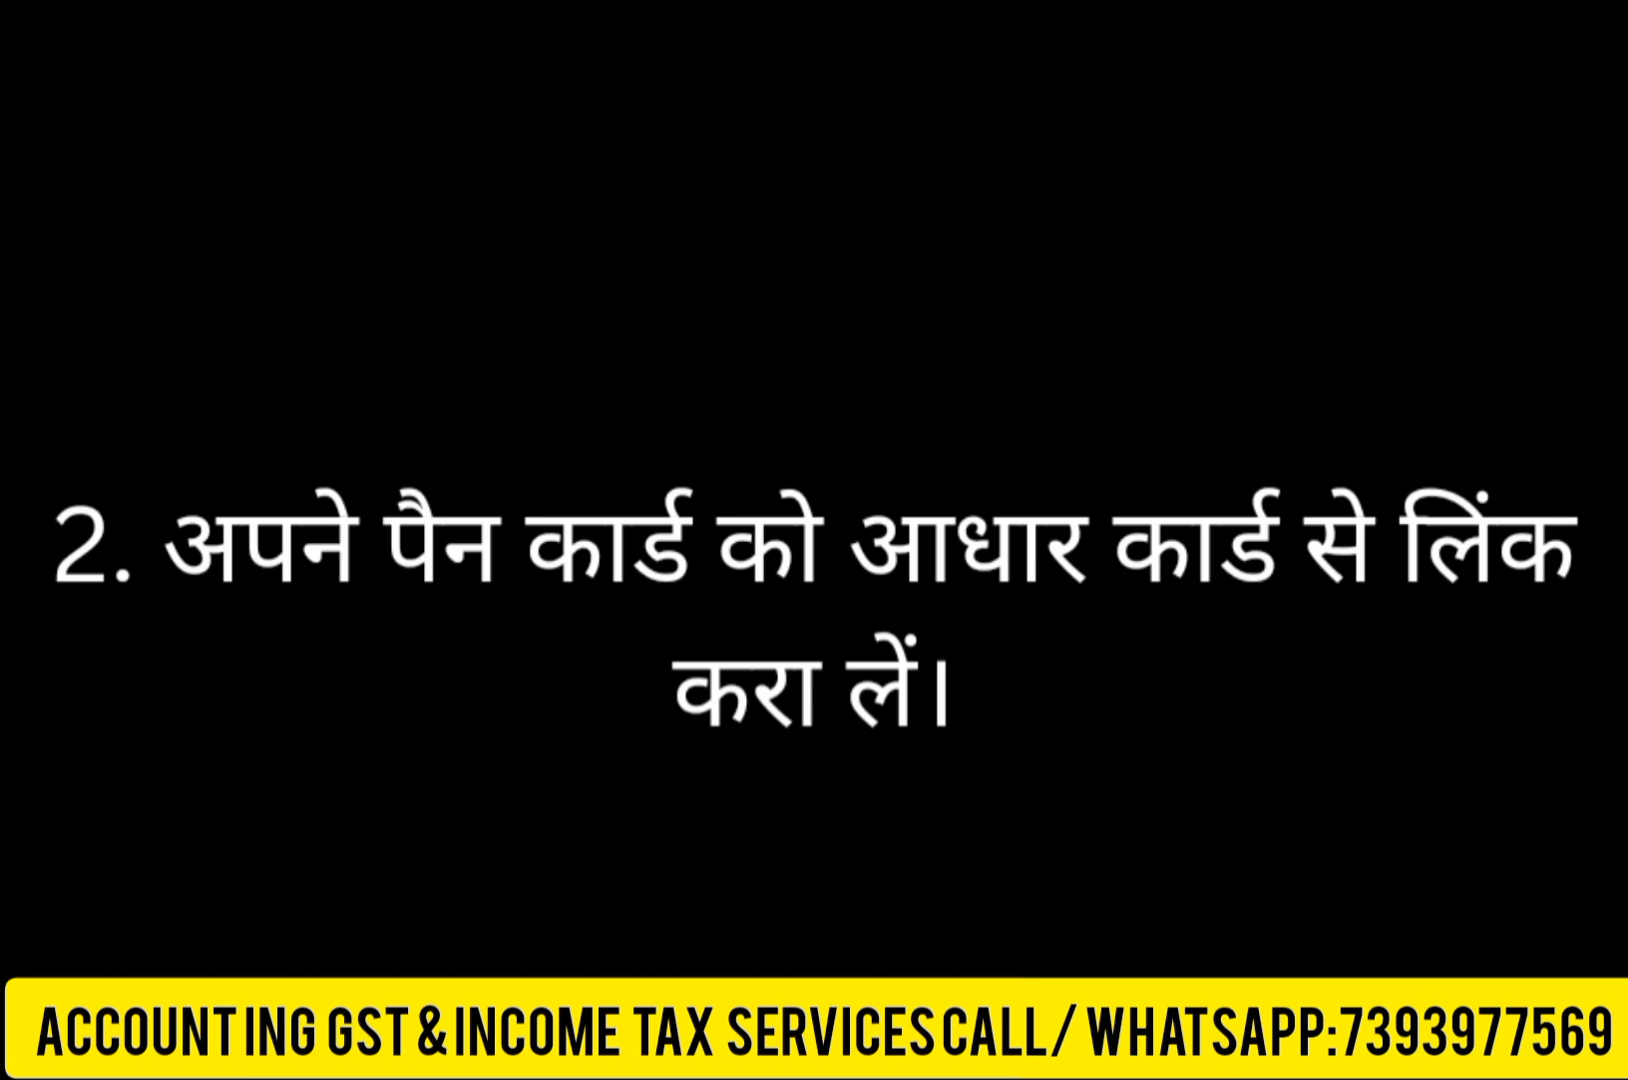 2. अपने पैन कार्ड को आधार कार्ड से लिंक
करा लें।
ACCOUNTING GST & INCOME TAX SERVICES CALL/ WHATSAPP:7393977569